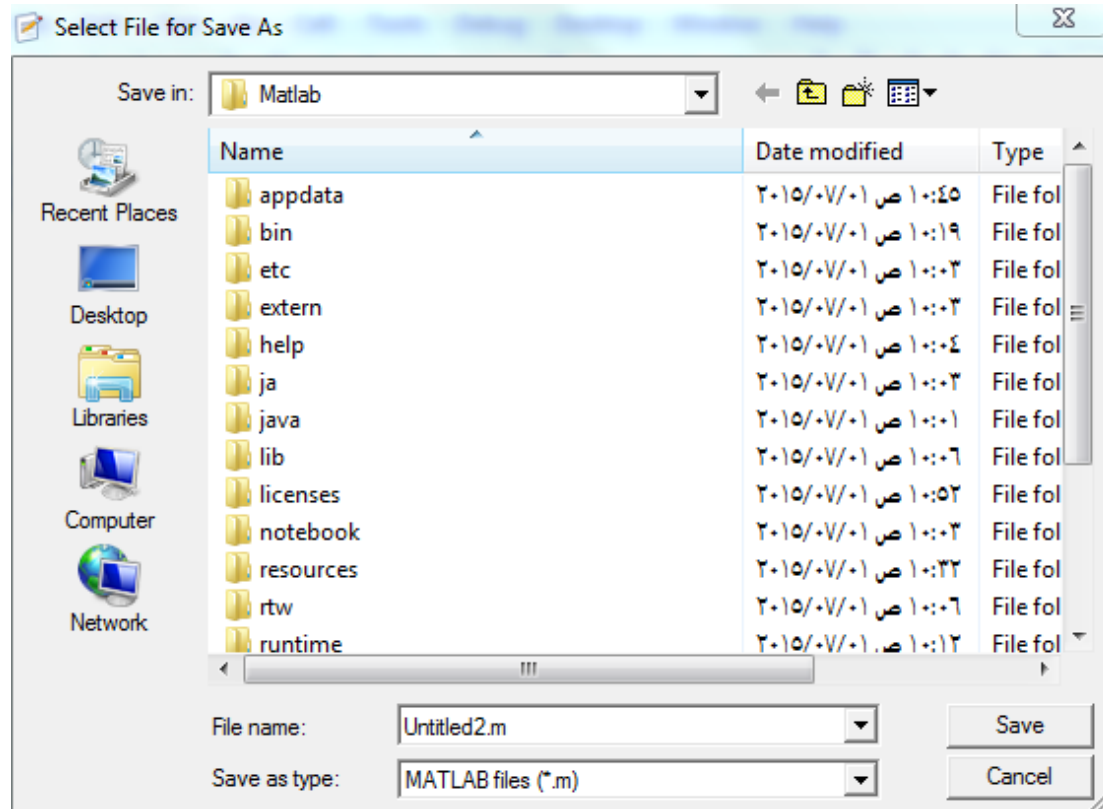 Select File for Save As
Save in: Matlab
Name Date modified Type
Recent Places
Desktop
Libraries
Computer
Network
appdata ٢٠١٥/٠٧/٠١ ص ١٠:٤٥ File fol
bin ٢٠١٥/٠٧/٠١ ص ١٠:١٩ File fol
etc ٢٠١٥/٠٧/٠١ ص ١٠:٠٣ File fol
extern ٢٠١٥/٠٧/٠١ ص ١٠:٠٣ File fol
help ٢٠١٥/٠٧/٠١ ص ١٠:٠٤ File fol
ja ٢٠١٥/٠٧/٠١ ص ١٠:٠٣ File fol
java ٢٠١٥/٠٧/٠١ ص ١٠:٠١ File fol
lib ٢٠١٥/٠٧/٠١ ص ١٠:٠٦ File fol
licenses ٢٠١٥/٠٧/٠١ ص ١٠:٥٢ File fol
notebook ٢٠١٥/٠٧/٠١ ص ١٠:٠٣ File fol
resources ٢٠١٥/٠٧/٠١ ص ١٠:٣٢ File fol
rtw ٢٠١٥/٠٧/٠١ ص ١٠:٠٦ File fol
runtime ٢٠١٥/٠٧/٠١ ص ١٠:١٢ File fol
File name: Untitled2.m Save
Save as type: MATLAB files (*.m) Cancel